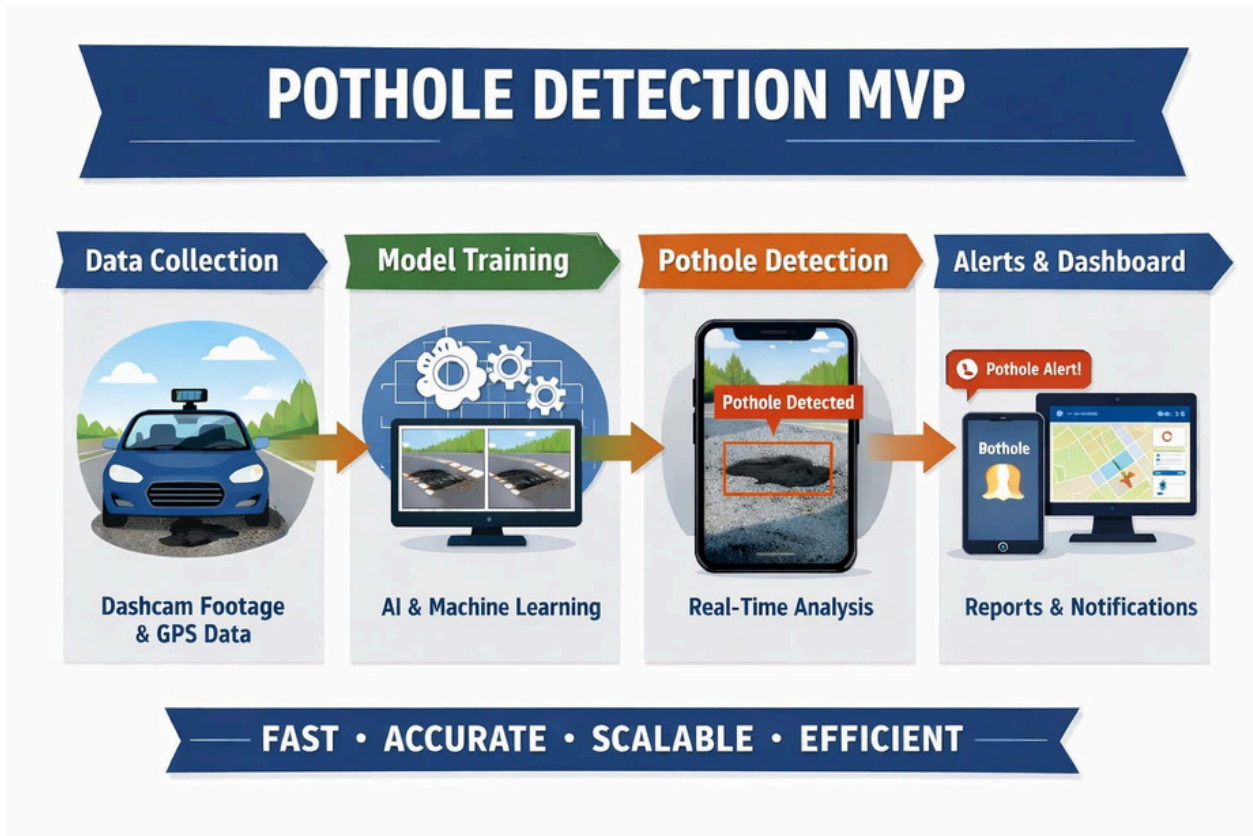 POTHOLE DETECTION MVP
Data Collection
Model Training
Pothole Detection
Alerts & Dashboard
Pothole Detected
Pothole Alert!
Bothole
Dashcam Footage
& GPS Data
AI & Machine Learning
Real-Time Analysis
Reports & Notifications
FAST • ACCURATE • SCALABLE • EFFICIENT